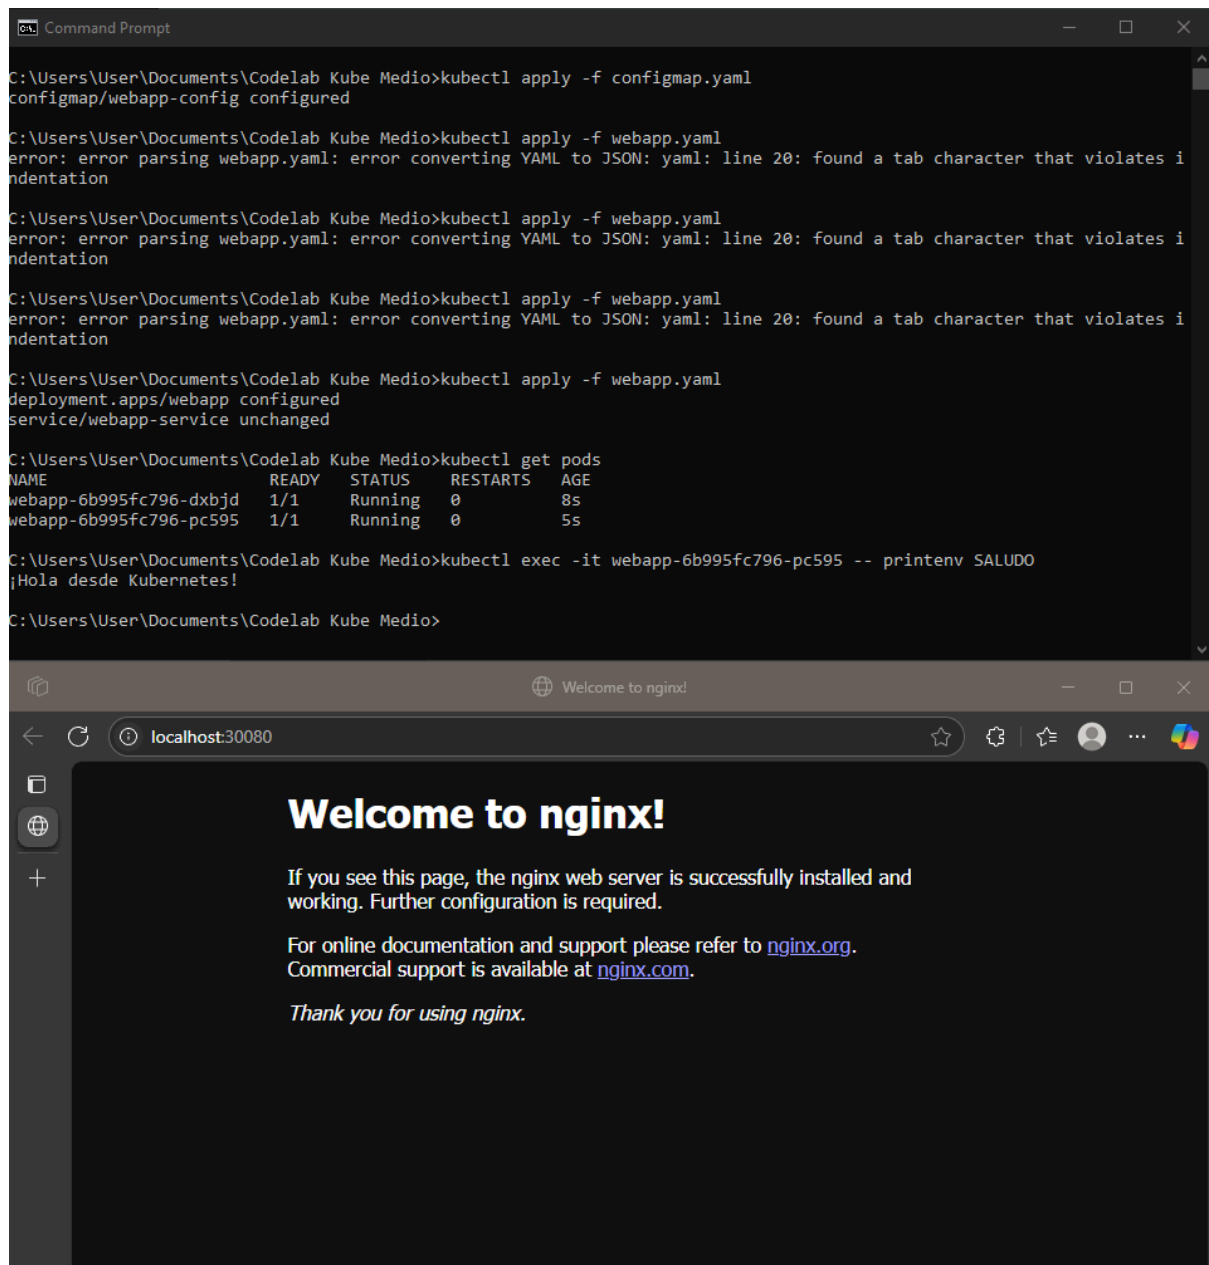 Command Prompt
C:\Users\User\Documents\Codelab Kube Medio>kubectl apply -f configmap.yaml
configmap/webapp-config configured
C:\Users\User\Documents\Codelab Kube Medio>kubectl apply -f webapp.yaml
error: error parsing webapp.yaml: error converting YAML to JSON: yaml: line 20: found a tab character that violates i
ndentation
C:\Users\User\Documents\Codelab Kube Medio>kubectl apply -f webapp.yaml
error: error parsing webapp.yaml: error converting YAML to JSON: yaml: line 20: found a tab character that violates i
ndentation
C:\Users\User\Documents\Codelab Kube Medio>kubectl apply -f webapp.yaml
error: error parsing webapp.yaml: error converting YAML to JSON: yaml: line 20: found a tab character that violates i
ndentation
C:\Users\User\Documents\Codelab Kube Medio>kubectl apply -f webapp.yaml
deployment.apps/webapp configured
service/webapp-service unchanged
C:\Users\User\Documents\Codelab Kube Medio>kubectl get pods
NAME READY STATUS RESTARTS AGE
webapp-6b995fc796-dxbjd 1/1 Running 0 8s
webapp-6b995fc796-pc595 1/1 Running 0 5s
C:\Users\User\Documents\Codelab Kube Medio>kubectl exec -it webapp-6b995fc796-pc595 -- printenv SALUDO
¡Hola desde Kubernetes!
C:\Users\User\Documents\Codelab Kube Medio>
Welcome to nginx!
localhost:30080
Welcome to nginx!
If you see this page, the nginx web server is successfully installed and
working. Further configuration is required.
For online documentation and support please refer to nginx.org.
Commercial support is available at nginx.com.
Thank you for using nginx.